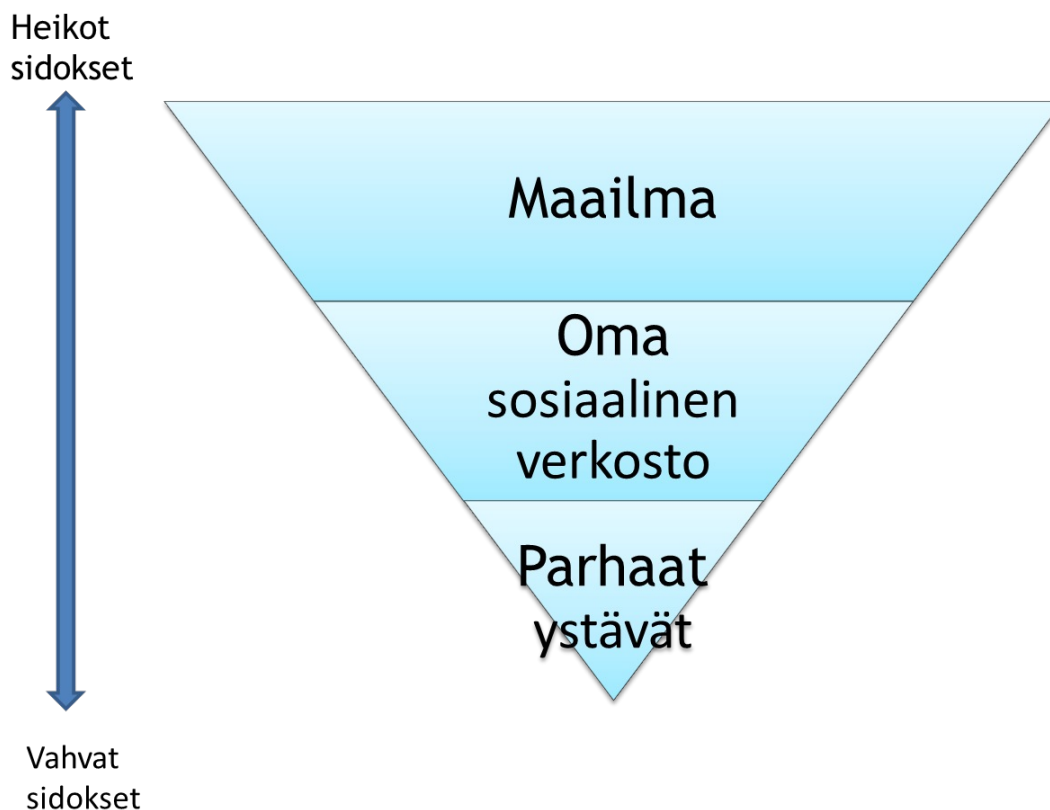 Heikot
sidokset
Maailma
Oma
sosiaalinen
verkosto
Parhaat
ystävät
Vahvat
sidokset